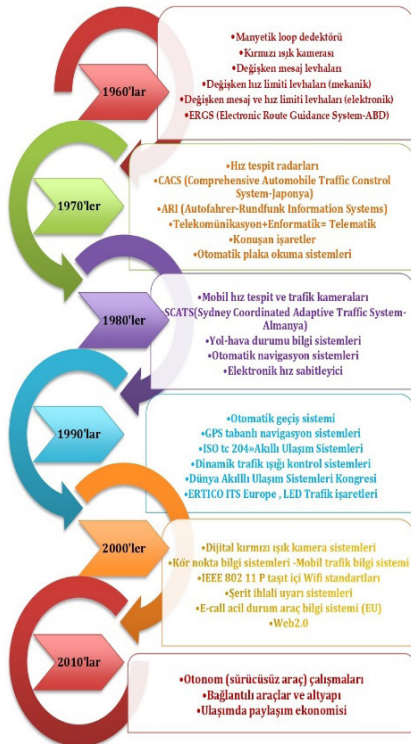 1960'lar
•Manyetik loop dedektörü
•Kırmızı ışık kamerası
•Değişken mesaj levhaları
•Değişken hız limiti levhaları (mekanik)
•Değişken mesaj ve hız limiti levhaları (elektronik)
•ERGS (Electronic Route Guidance System-ABD)
1970'ler
•Hız tespit radarları
•CACS (Comprehensive Automobile Traffic Constrol
System-Japonya)
•ARI (Autofahrer-Rundfunk Information Systems)
•Telekomünikasyon+Enformatik= Telematik
•Konuşan işaretler
•Otomatik plaka okuma sistemleri
1980'ler
•Mobil hız tespit ve trafik kameraları
SCATS(Sydney Coordinated Adaptive Traffic System-
Almanya)
•Yol-hava durumu bilgi sistemleri
•Otomatik navigasyon sistemleri
•Elektronik hız sabitleyici
1990'lar
•Otomatik geçiş sistemi
•GPS tabanlı navigasyon sistemleri
•ISO tc 204»Akıllı Ulaşım Sistemleri
•Dinamik trafik ışığı kontrol sistemleri
•Dünya Akıllı Ulaşım Sistemleri Kongresi
•ERTICO ITS Europe , LED Trafik işaretleri
2000'ler
•Dijital kırmızı ışık kamera sistemleri
•Kör nokta bilgi sistemleri -Mobil trafik bilgi sistemi
•IEEE 802 11 P taşıt içi Wifi standartları
•Şerit ihlali uyarı sistemleri
•E-call acil durum araç bilgi sistemi (EU)
•Web2.0
2010'lar
•Otonom (sürücüsüz araç) çalışmaları
•Bağlantılı araçlar ve altyapı
•Ulaşımda paylaşım ekonomisi